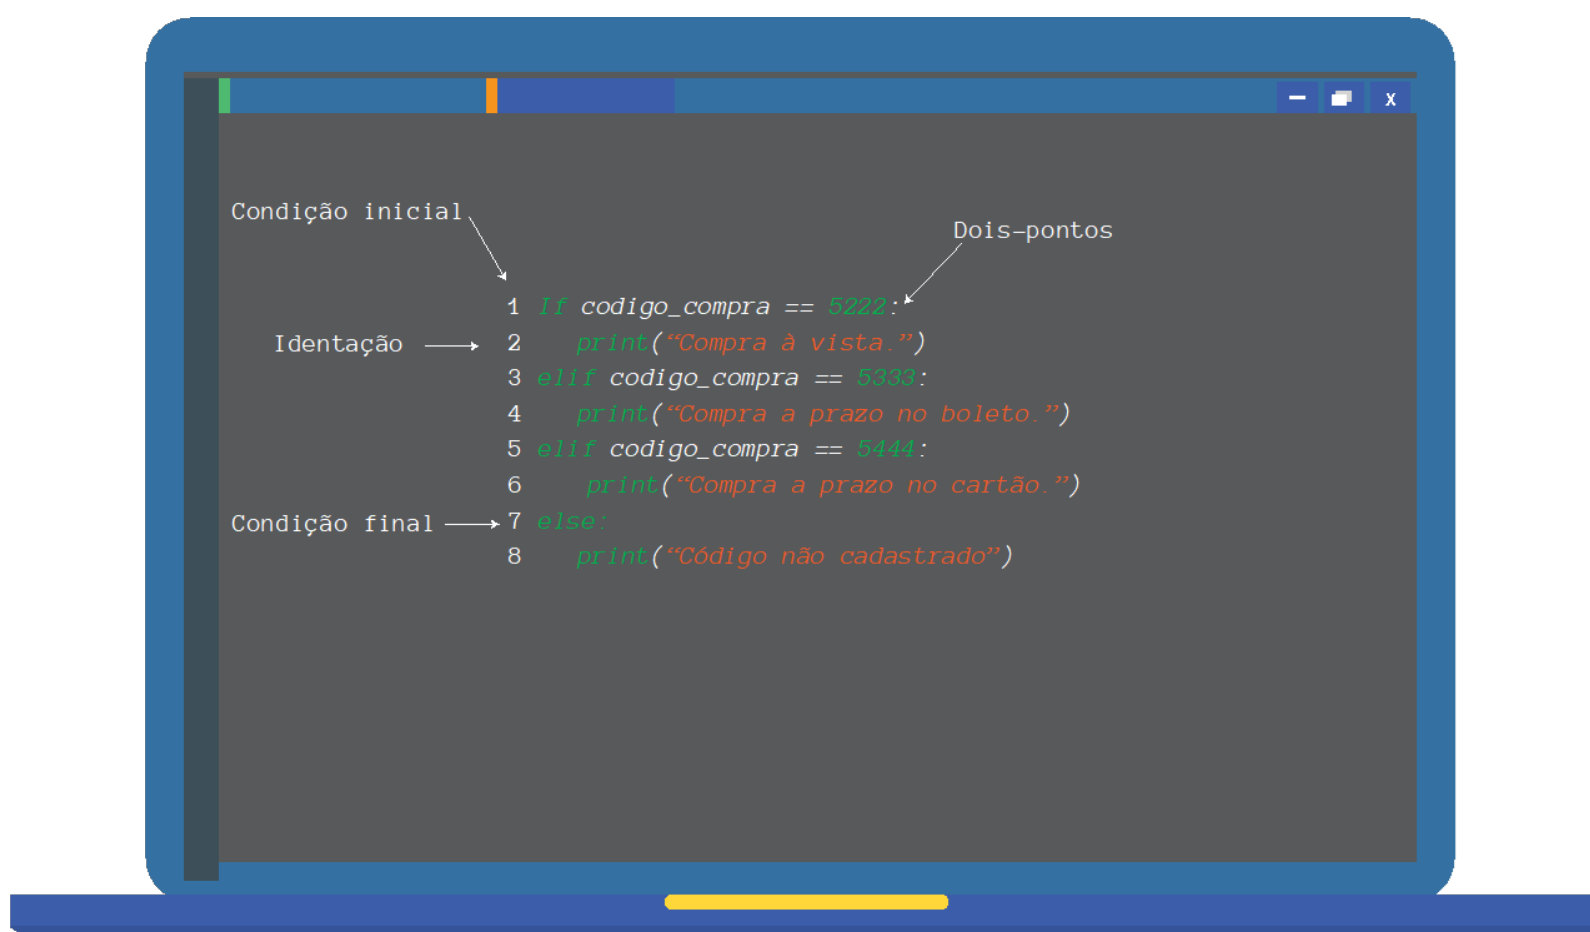 X
Condição inicial
Dois-pontos
1 If codigo_compra == 5222:
Identação
2 print(“Compra à vista.”)
3 elif codigo_compra == 5333:
4 print(“Compra a prazo no boleto.”)
5 elif codigo_compra == 5444:
6 print(“Compra a prazo no cartão.”)
Condição final
7 else:
8 print(“Código não cadastrado”)